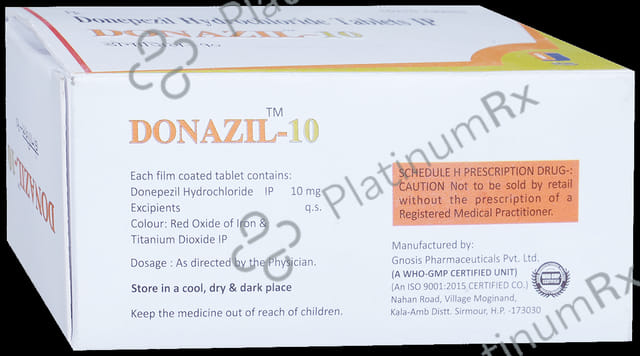 Donepezil Hydrochloride Tablets IP
DONAZIL-10
TM
DONAZIL-10
Each film coated tablet contains:
Donepezil Hydrochloride IP 10 mg
Excipients q.s.
Colour: Red Oxide of Iron &
Titanium Dioxide IP
Dosage : As directed by the Physician.
Store in a cool, dry & dark place
Keep the medicine out of reach of children.
SCHEDULE H PRESCRIPTION DRUG-:
CAUTION Not to be sold by retail
without the prescription of a
Registered Medical Practitioner.
Manufactured by:
Gnosis Pharmaceuticals Pvt. Ltd.
(A WHO-GMP CERTIFIED UNIT)
(An ISO 9001:2015 CERTIFIED CO.)
Nahan Road, Village Moginand,
Kala-Amb Distt. Sirmour, H.P. -173030
DONAZIL-10
PlatinumRx
PlatinumRx
PlatinumRx